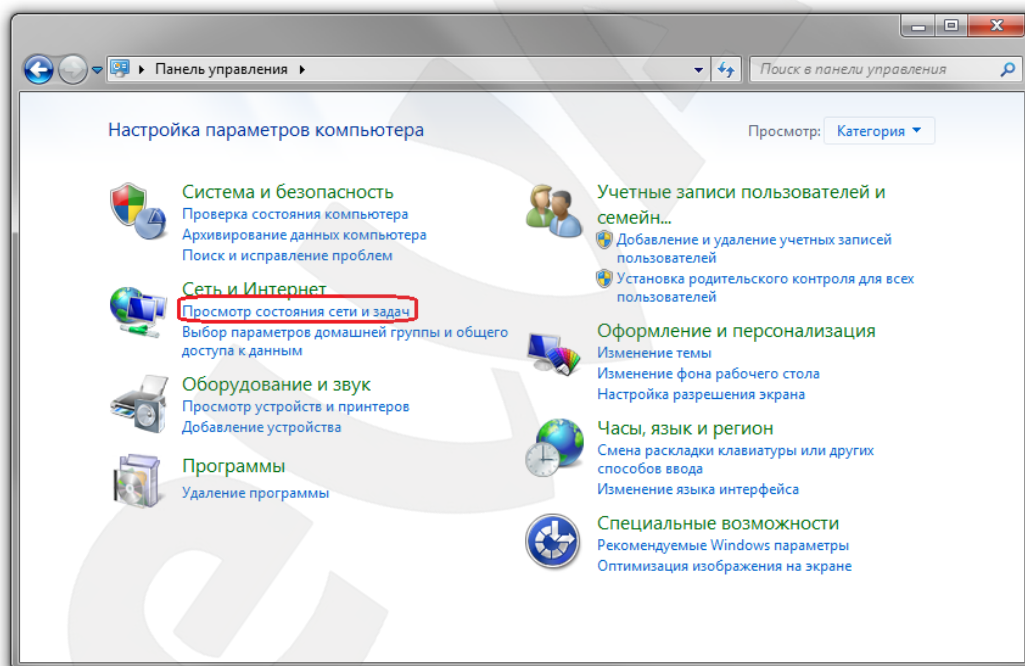 Панель управления
Поиск в панели управления
Настройка параметров компьютера
Просмотр: Категория
Система и безопасность
Проверка состояния компьютера
Архивирование данных компьютера
Поиск и исправление проблем
Сеть и Интернет
Просмотр состояния сети и задач
Выбор параметров домашней группы и общего
доступа к данным
Оборудование и звук
Просмотр устройств и принтеров
Добавление устройства
Программы
Удаление программы
Учетные записи пользователей и
семейн...
Добавление и удаление учетных записей
пользователей
Установка родительского контроля для всех
пользователей
Оформление и персонализация
Изменение темы
Изменение фона рабочего стола
Настройка разрешения экрана
Часы, язык и регион
Смена раскладки клавиатуры или других
способов ввода
Изменение языка интерфейса
Специальные возможности
Рекомендуемые Windows параметры
Оптимизация изображения на экране